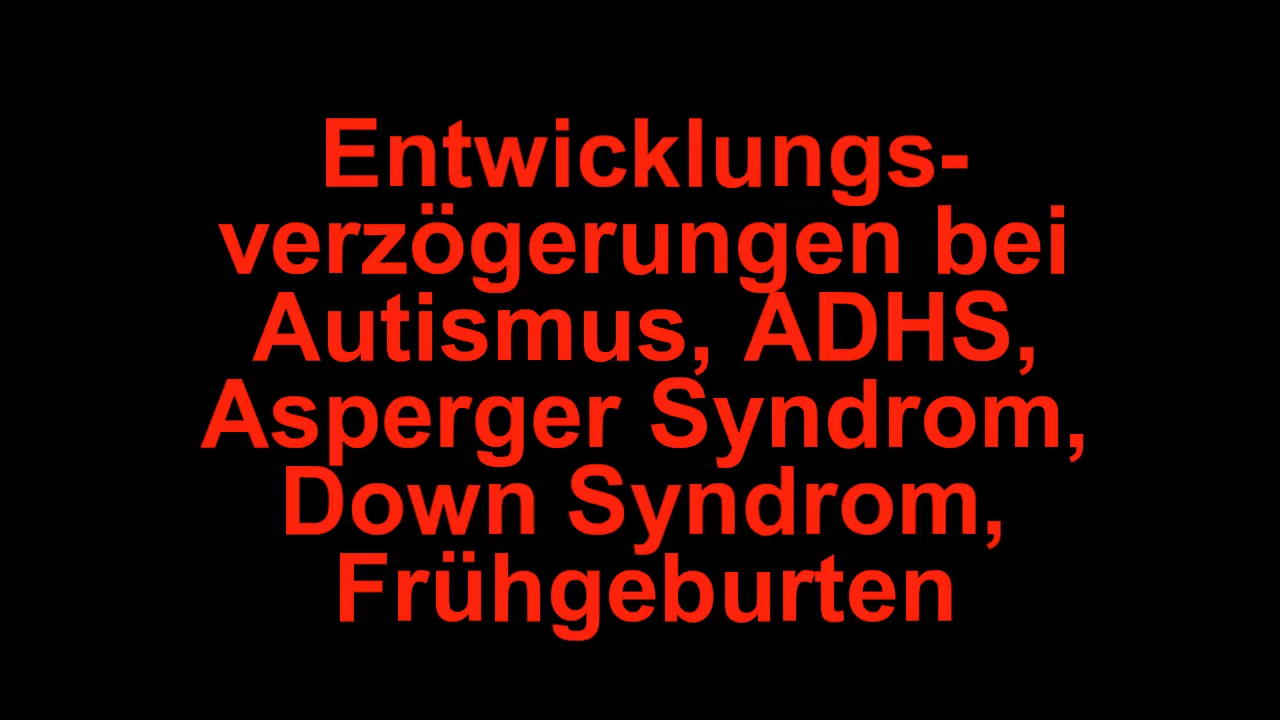 Entwicklungs-
verzögerungen bei
Autismus, ADHS,
Asperger Syndrom,
Down Syndrom,
Frühgeburten